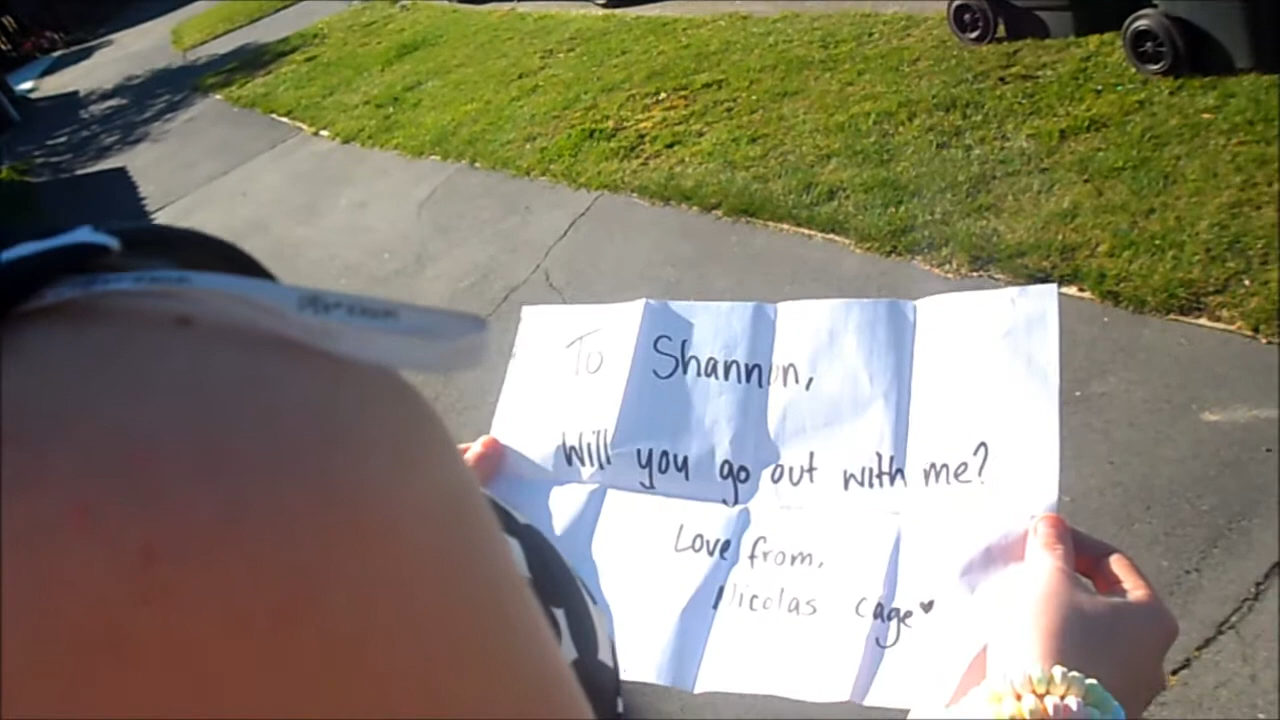 To Shannon,
Will you go out with me?
Love from,
Nicolas cage♥